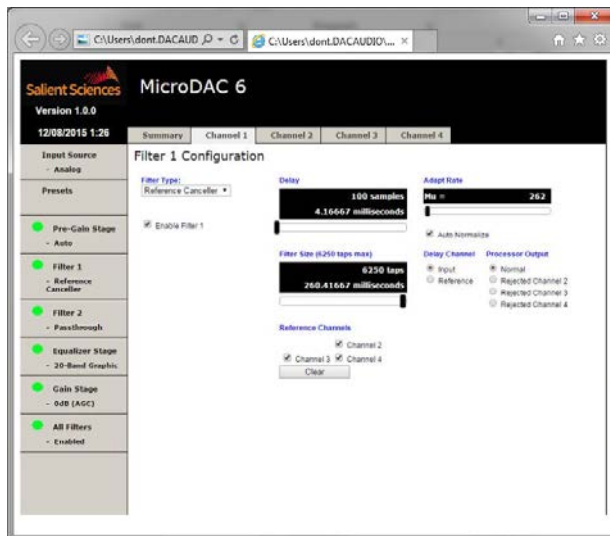 C:\Users\dont.DACAUD
C:\Users\dont.DACAUDIO\...
Salient Sciences
MicroDAC 6
Version 1.0.0
12/08/2015 1:26
Summary Channel 1 Channel 2 Channel 3 Channel 4
Input Source
- Analog
Presets
Pre-Gain Stage
- Auto
Filter 1
- Reference Canceller
Filter 2
- Passthrough
Equalizer Stage
- 20-Band Graphic
Gain Stage
- 0dB (AGC)
All Filters
- Enabled
Filter 1 Configuration
Filter Type:
Reference Canceller
Enable Filter 1
Delay
100 samples
4.16667 milliseconds
Filter Size (6250 taps max)
6250 taps
260.41667 milliseconds
Reference Channels
Channel 2
Channel 3 Channel 4
Clear
Adapt Rate
Mu = 262
Auto Normalize
Delay Channel
Input
Reference
Processor Output
Normal
Rejected Channel 2
Rejected Channel 3
Rejected Channel 4